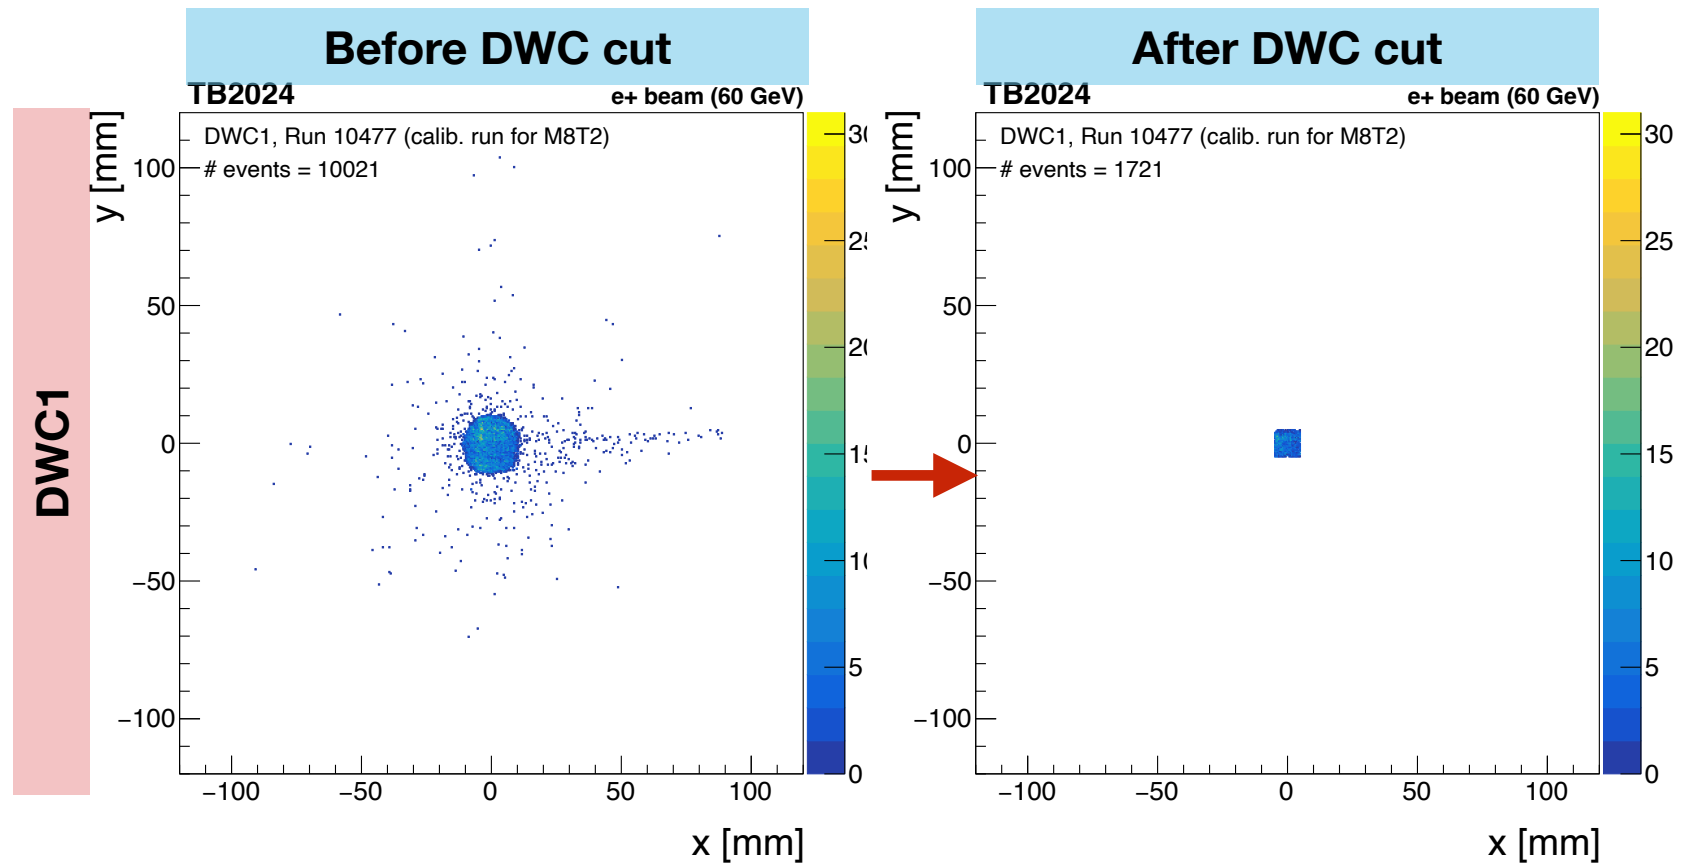 Before DWC cut
After DWC cut
DWC1
TB2024
e+ beam (60 GeV)
DWC1, Run 10477 (calib. run for M8T2)
# events = 10021
y [mm]
100
50
0
−50
−100
−100
−50
0
50
100
x [mm]
30
5
0
TB2024
e+ beam (60 GeV)
DWC1, Run 10477 (calib. run for M8T2)
# events = 1721
y [mm]
100
50
0
−50
−100
−100
−50
0
50
100
x [mm]
30
25
20
15
10
5
0